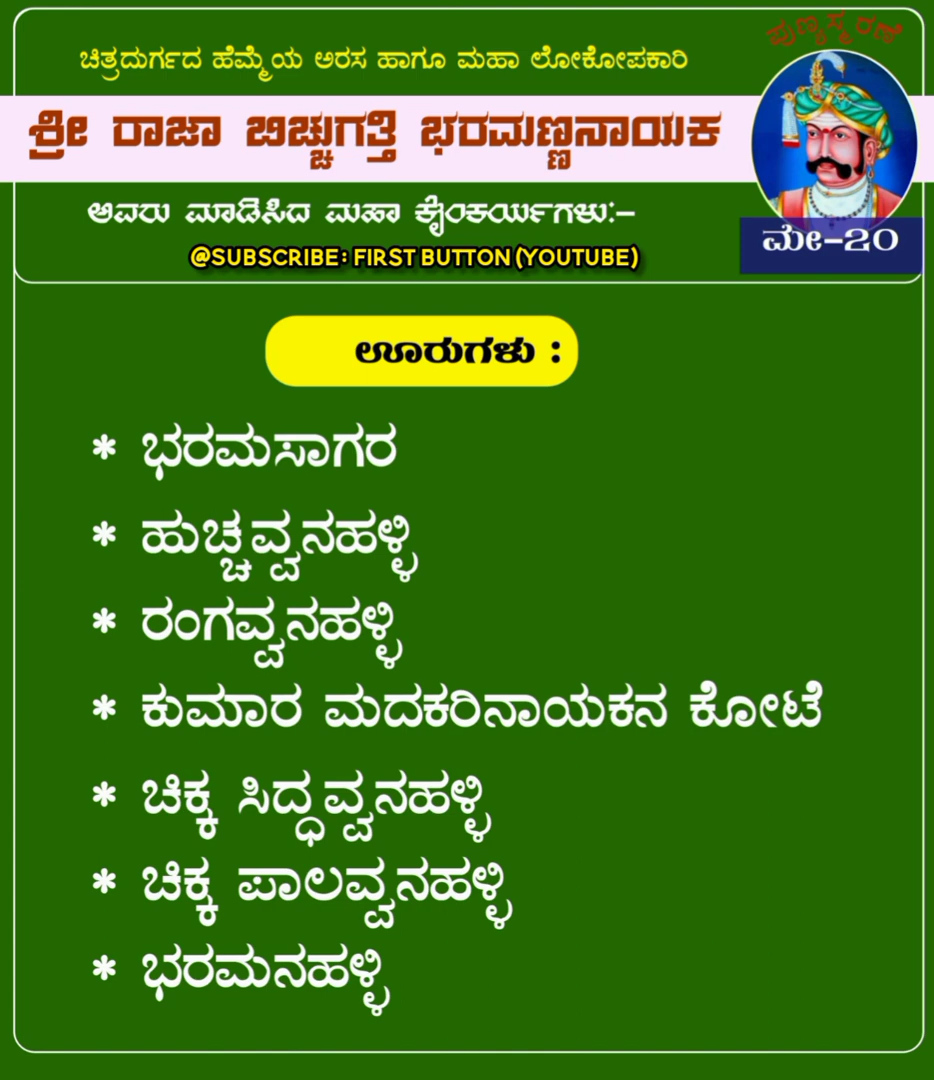 ಪುಣ್ಯಸ್ಮರಣೆ
ಚಿತ್ರದುರ್ಗದ ಹೆಮ್ಮೆಯ ಅರಸ ಹಾಗೂ ಮಹಾ ಲೋಕೋಪಕಾರಿ
ಶ್ರೀ ರಾಜಾ ಬಿಚ್ಚುಗತ್ತಿ ಭರಮಣ್ಣನಾಯಕ
ಅವರು ಮಾಡಿಸಿದ ಮಹಾ ಕೈಂಕರ್ಯಗಳು:–
ಮೇ-೨೦
@SUBSCRIBE: FIRST BUTTON (YOUTUBE)
ಊರುಗಳು :
* ಭರಮಸಾಗರ
* ಹುಚ್ಚವ್ವನಹಳ್ಳಿ
* ರಂಗವ್ವನಹಳ್ಳಿ
* ಕುಮಾರ ಮದಕರಿನಾಯಕನ ಕೋಟೆ
* ಚಿಕ್ಕ ಸಿದ್ಧವ್ವನಹಳ್ಳಿ
* ಚಿಕ್ಕ ಪಾಲವ್ವನಹಳ್ಳಿ
* ಭರಮನಹಳ್ಳಿ